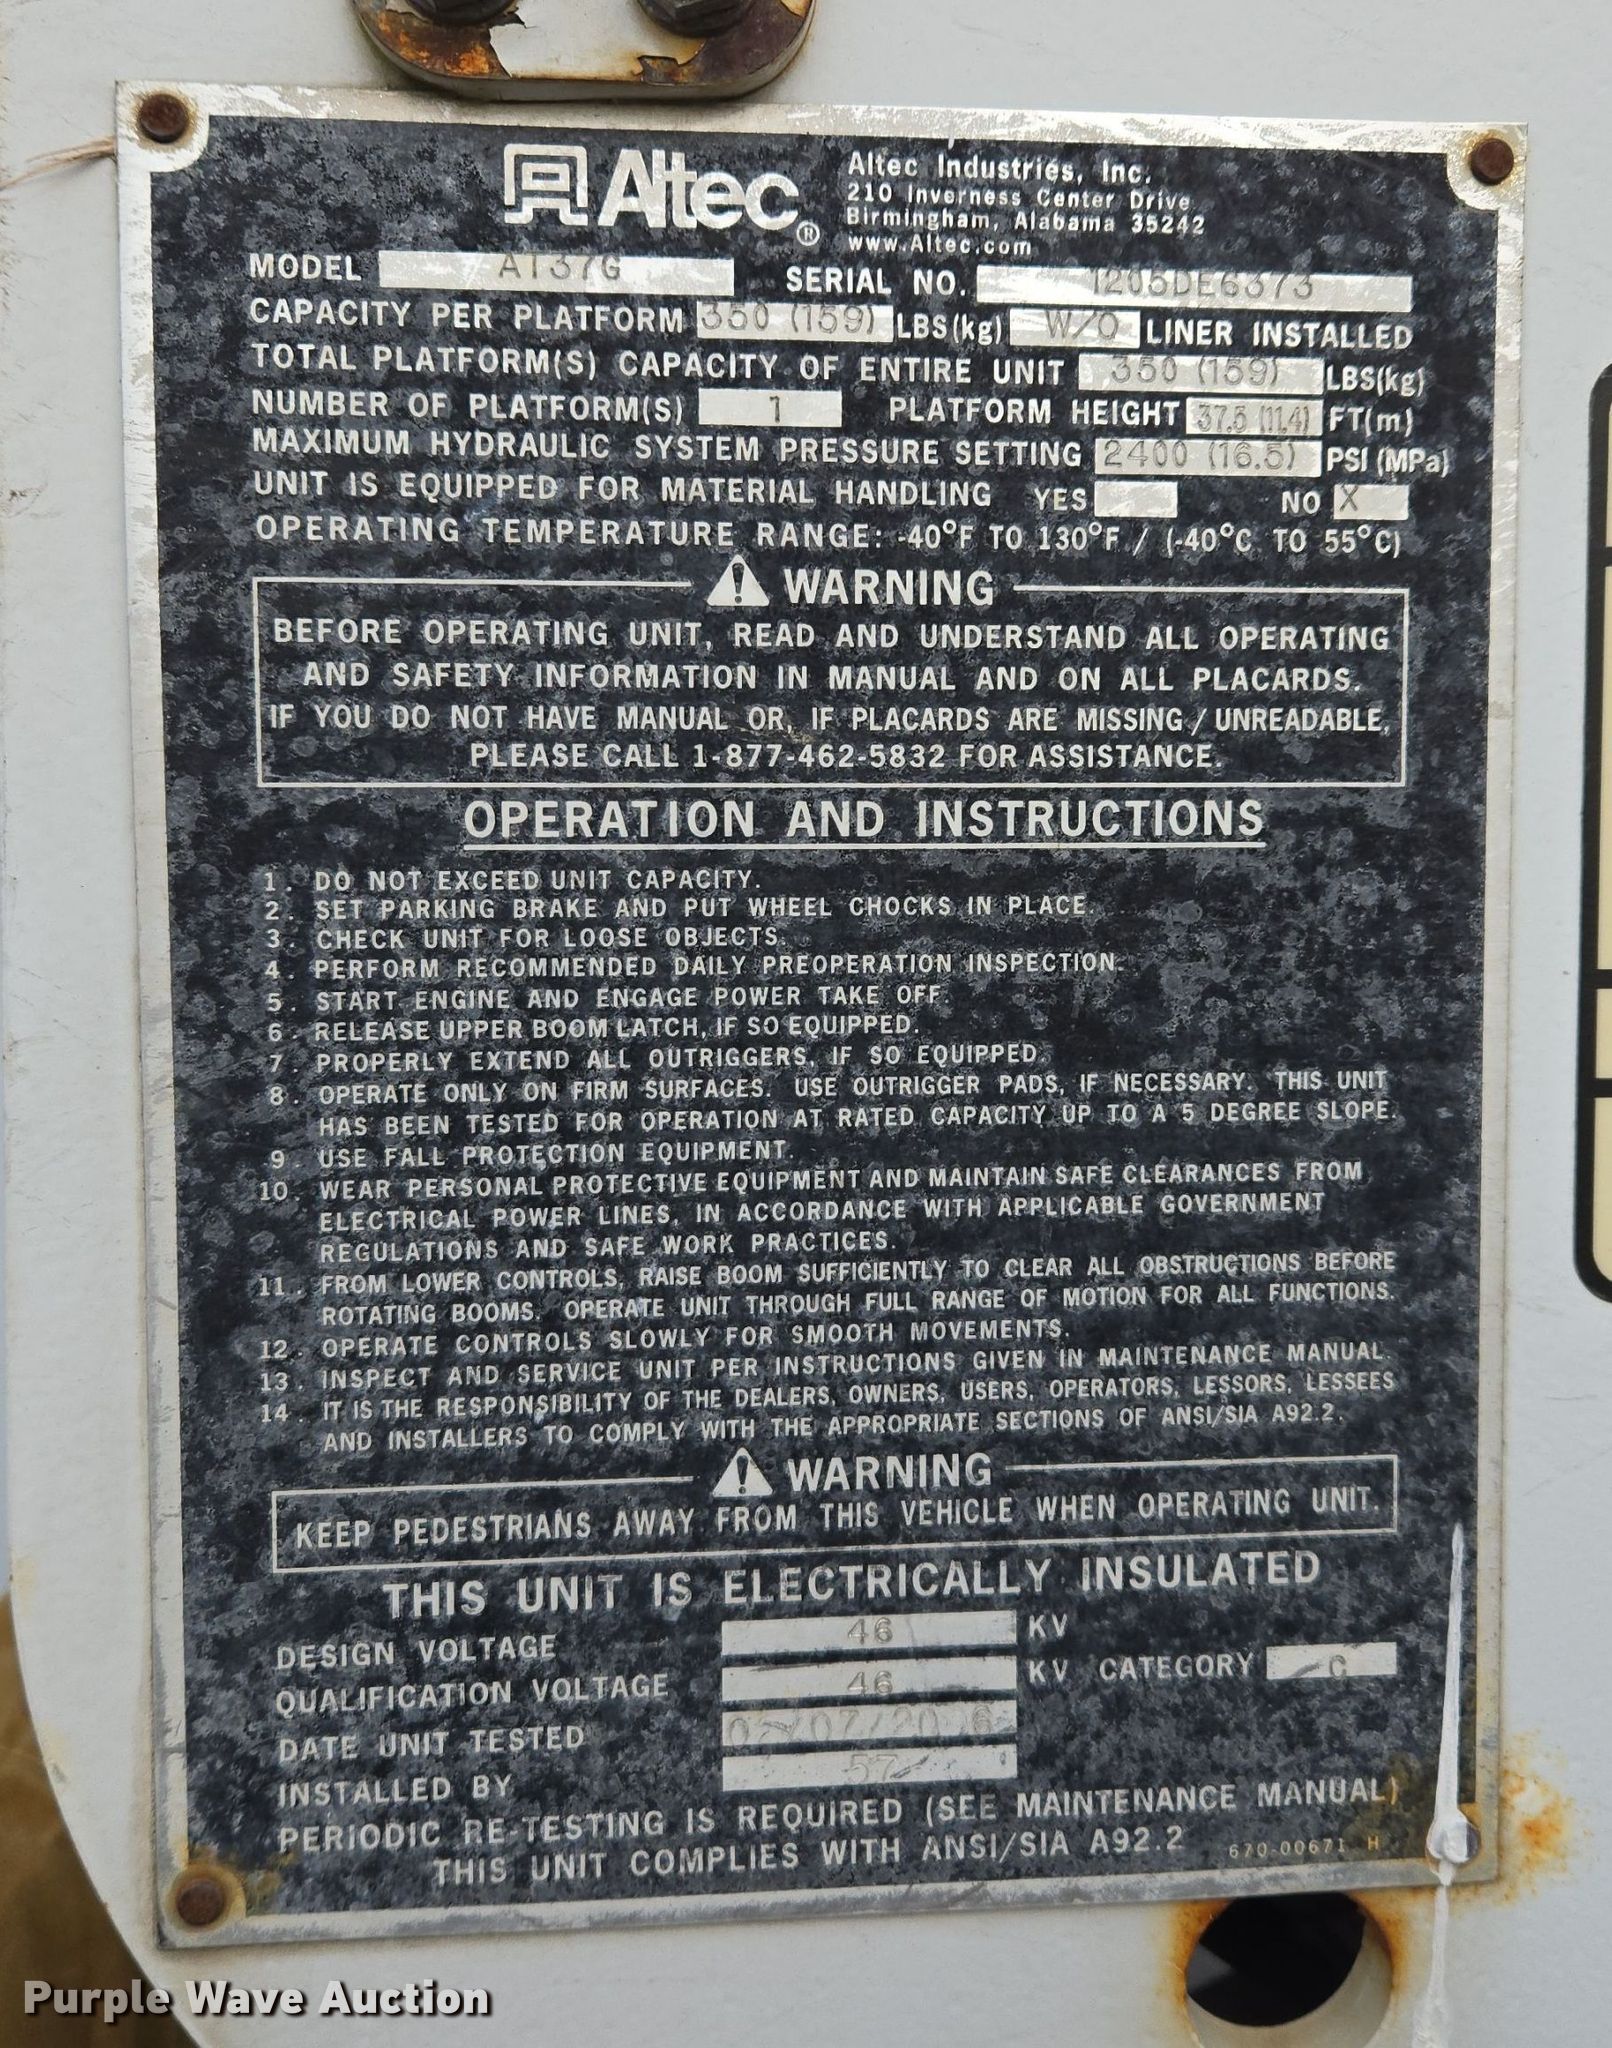 Altec®
Altec Industries, Inc.
210 Inverness Center Drive
Birmingham, Alabama 35242
www.Altec.com
MODEL AT37G SERIAL NO. 1205DE6373
CAPACITY PER PLATFORM 350 (159) LBS(kg) W/O LINER INSTALLED
TOTAL PLATFORM(S) CAPACITY OF ENTIRE UNIT 350 (159) LBS(kg)
NUMBER OF PLATFORM(S) 1 PLATFORM HEIGHT 37.5 (11.4) FT(m)
MAXIMUM HYDRAULIC SYSTEM PRESSURE SETTING 2400 (16.5) PSI (MPa)
UNIT IS EQUIPPED FOR MATERIAL HANDLING YES NO X
OPERATING TEMPERATURE RANGE: -40°F TO 130°F / (-40°C TO 55°C)
WARNING
BEFORE OPERATING UNIT, READ AND UNDERSTAND ALL OPERATING
AND SAFETY INFORMATION IN MANUAL AND ON ALL PLACARDS.
IF YOU DO NOT HAVE MANUAL OR, IF PLACARDS ARE MISSING / UNREADABLE,
PLEASE CALL 1-877-462-5832 FOR ASSISTANCE.
OPERATION AND INSTRUCTIONS
1. DO NOT EXCEED UNIT CAPACITY.
2. SET PARKING BRAKE AND PUT WHEEL CHOCKS IN PLACE.
3. CHECK UNIT FOR LOOSE OBJECTS.
4. PERFORM RECOMMENDED DAILY PREOPERATION INSPECTION.
5. START ENGINE AND ENGAGE POWER TAKE OFF.
6. RELEASE UPPER BOOM LATCH, IF SO EQUIPPED.
7. PROPERLY EXTEND ALL OUTRIGGERS, IF SO EQUIPPED.
8. OPERATE ONLY ON FIRM SURFACES. USE OUTRIGGER PADS, IF NECESSARY. THIS UNIT
HAS BEEN TESTED FOR OPERATION AT RATED CAPACITY UP TO A 5 DEGREE SLOPE.
9. USE FALL PROTECTION EQUIPMENT.
10. WEAR PERSONAL PROTECTIVE EQUIPMENT AND MAINTAIN SAFE CLEARANCES FROM
ELECTRICAL POWER LINES, IN ACCORDANCE WITH APPLICABLE GOVERNMENT
REGULATIONS AND SAFE WORK PRACTICES.
11. FROM LOWER CONTROLS, RAISE BOOM SUFFICIENTLY TO CLEAR ALL OBSTRUCTIONS BEFORE
ROTATING BOOMS. OPERATE UNIT THROUGH FULL RANGE OF MOTION FOR ALL FUNCTIONS.
12. OPERATE CONTROLS SLOWLY FOR SMOOTH MOVEMENTS.
13. INSPECT AND SERVICE UNIT PER INSTRUCTIONS GIVEN IN MAINTENANCE MANUAL.
14. IT IS THE RESPONSIBILITY OF THE DEALERS, OWNERS, USERS, OPERATORS, LESSORS, LESSEES
AND INSTALLERS TO COMPLY WITH THE APPROPRIATE SECTIONS OF ANSI/SIA A92.2.
WARNING
KEEP PEDESTRIANS AWAY FROM THIS VEHICLE WHEN OPERATING UNIT.
THIS UNIT IS ELECTRICALLY INSULATED
DESIGN VOLTAGE 46 KV
QUALIFICATION VOLTAGE 46 KV CATEGORY C
DATE UNIT TESTED
INSTALLED BY 57
PERIODIC RE-TESTING IS REQUIRED (SEE MAINTENANCE MANUAL)
THIS UNIT COMPLIES WITH ANSI/SIA A92.2 670-00671 H
Purple Wave Auction